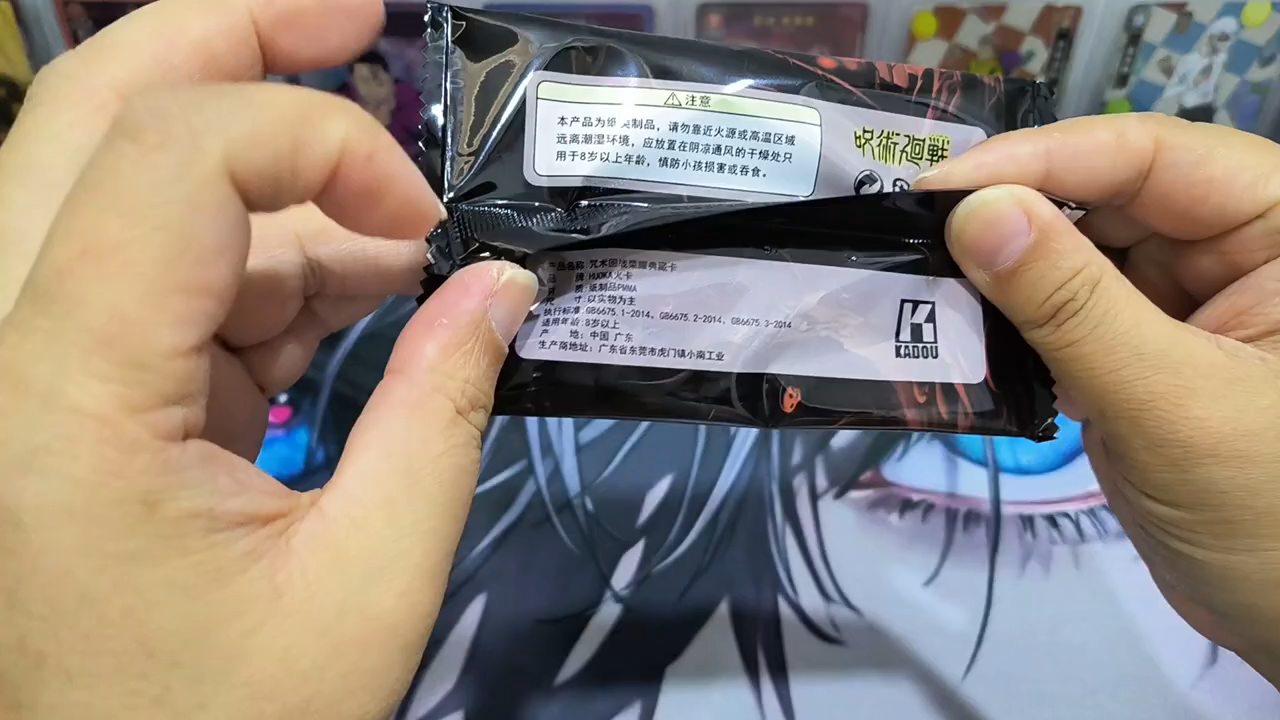 注意
本产品为纸类制品，请勿靠近火源或高温区域
远离潮湿环境，应放置在阴凉通风的干燥处只
用于8岁以上年龄，慎防小孩损害或吞食。
呪術廻戦
产品名称 咒术回战荣耀典藏卡
品 牌 HUOKA火卡
质:纸制品PMMA
尺 寸:以实物为主
执行标准:GB6675.1-2014、GB6675.2-2014、GB6675.3-2014
适用年龄:8岁以上
产 地: 中国 广东
生产商地址: 广东省东莞市虎门镇小南工业
KADOU